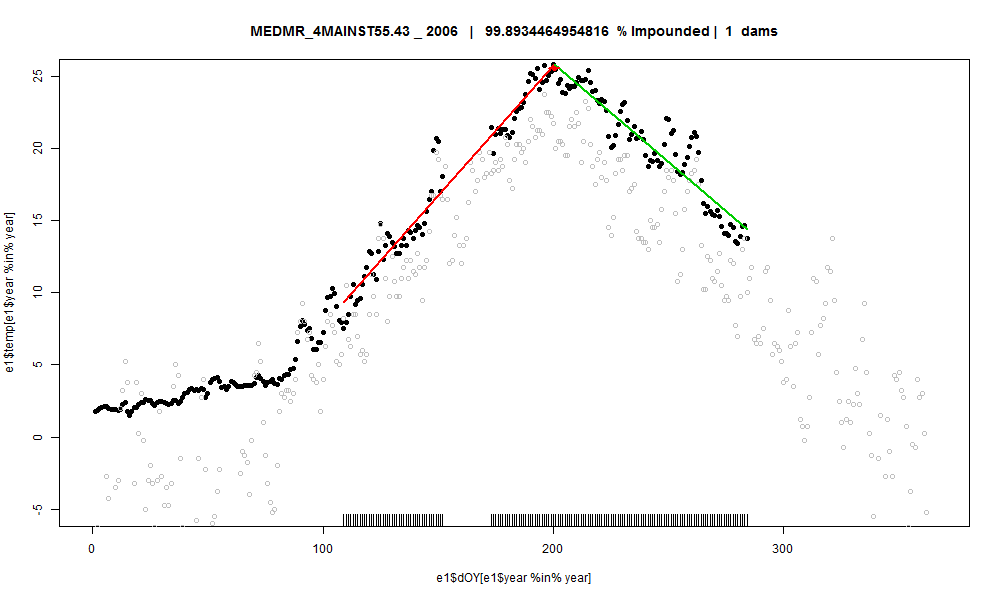 MEDMR_4MAINST55.43 _ 2006 | 99.8934464954816 % Impounded | 1 dams
e1$temp[e1$year %in% year]
25
20
15
10
5
0
-5
0 100 200 300
e1$dOY[e1$year %in% year]